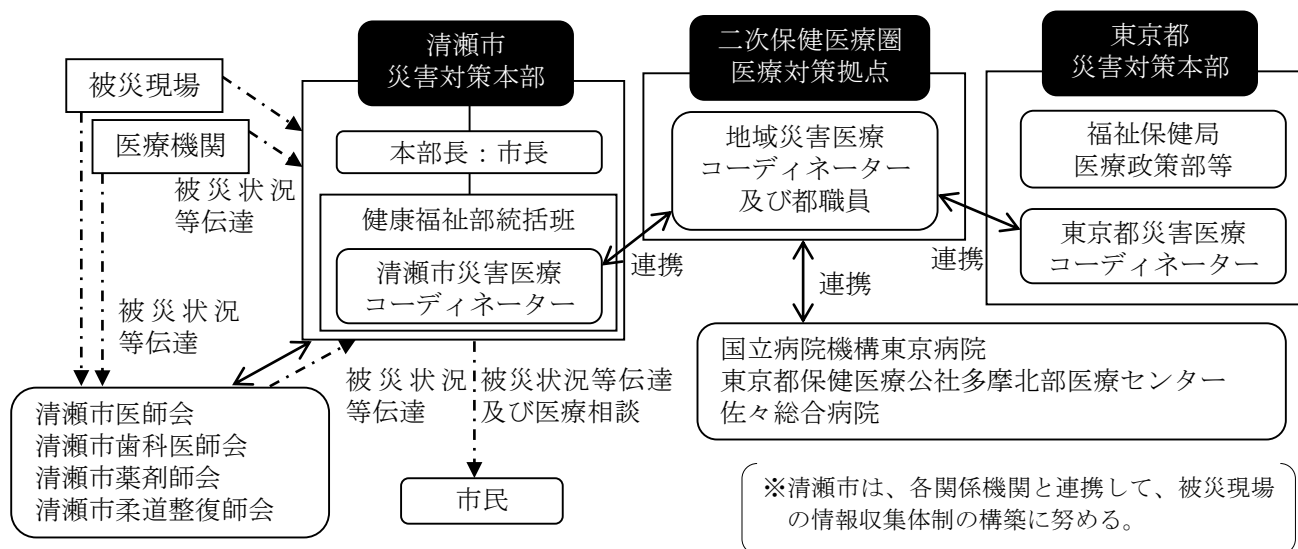 清瀬市
災害対策本部
二次保健医療圏
医療対策拠点
東京都
災害対策本部
被災現場
医療機関
被災状況
等伝達
本部長：市長
健康福祉部統括班
清瀬市災害医療
コーディネーター
地域災害医療
コーディネーター
及び都職員
福祉保健局
医療政策部等
東京都災害医療
コーディネーター
連携
連携
連携
被災状況
等伝達
被災状況
等伝達
被災状況等伝達
及び医療相談
国立病院機構東京病院
東京都保健医療公社多摩北部医療センター
佐々総合病院
清瀬市医師会
清瀬市歯科医師会
清瀬市薬剤師会
清瀬市柔道整復師会
市民
※清瀬市は、各関係機関と連携して、被災現場
の情報収集体制の構築に努める。